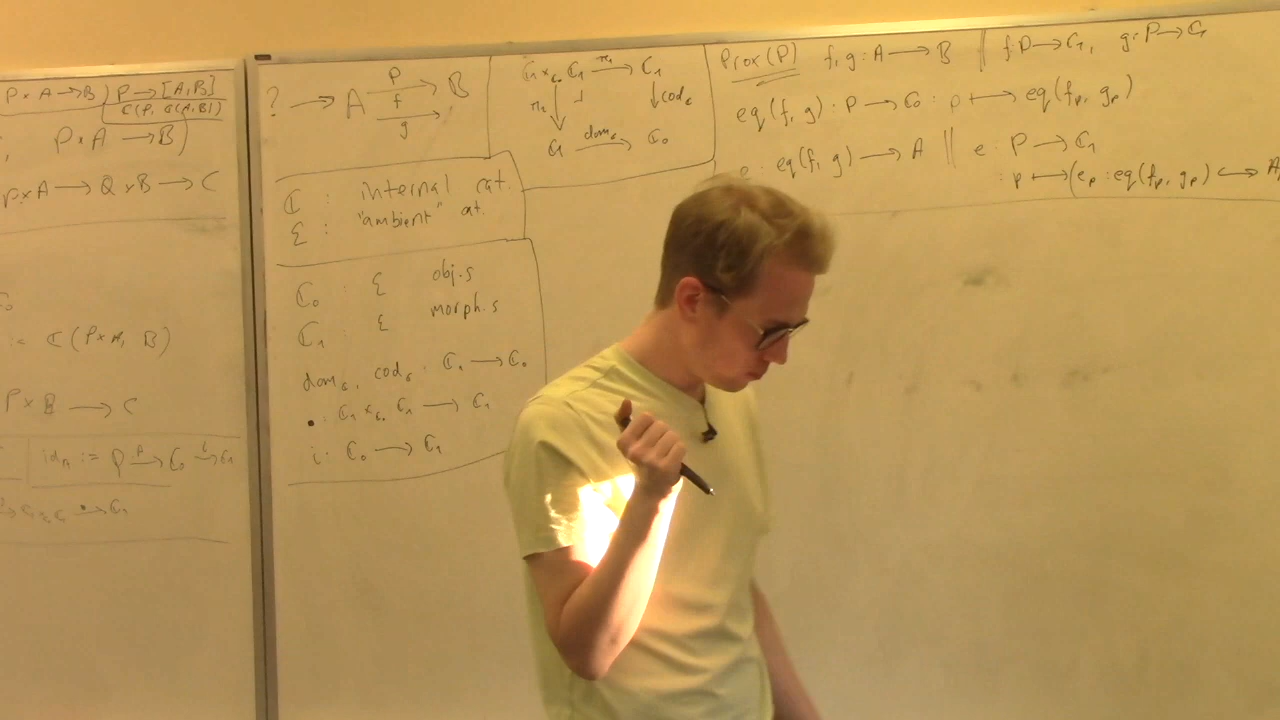 P×A → B) P → [A,B]
C(P, G(A,B))
, P×A → B)
P×A → Q×B → C
:= C(P×A, B)
P×B → C
id_A := P → C₀ →i C₁
? → A B
P
f
g
C₁ ×_C₀ C₁ →π₁ C₁
π₂ ↓ ⌟ ↓cod_C
C₁ →dom_C C₀
C : internal cat.
Ɛ : "ambient" cat.
C₀ : Ɛ obj.s
C₁ : Ɛ morph.s
dom_C, cod_C : C₁ → C₀
• : C₁ ×_C₀ C₁ → C₁
i : C₀ → C₁
Prox(P) f,g : A → B ‖ f: P → C₁, g: P → C₁
eq(f,g) : P → C₀ : p ↦ eq(f_p, g_p)
e : eq(f,g) → A ‖ e : P → C₁
: p ↦ (e_p : eq(f_p, g_p) ↪ A